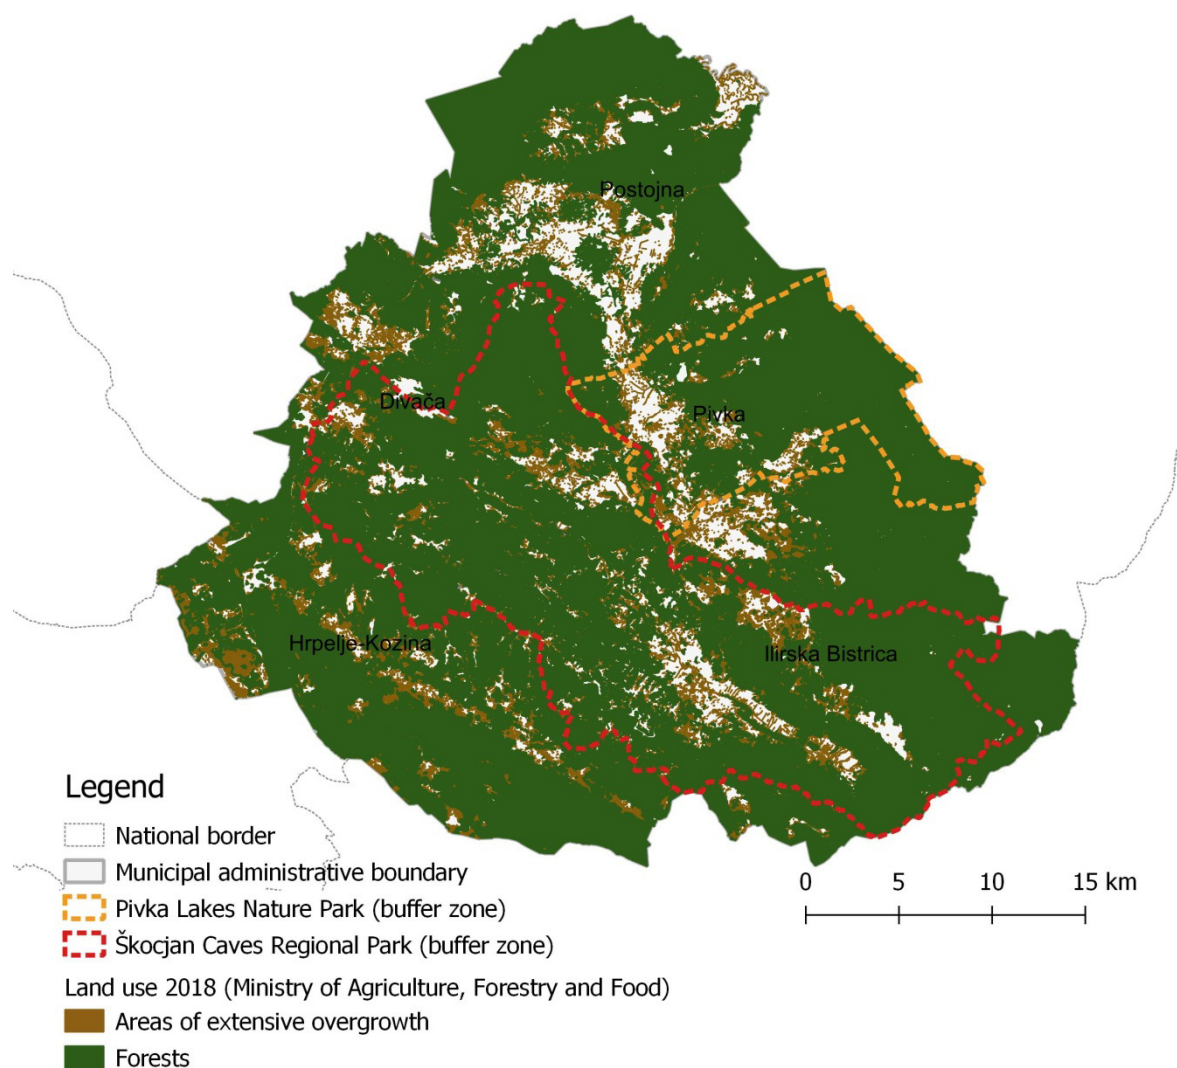 Postojna
Divača
Pivka
Hrpelje-Kozina
Ilirska Bistrica
Legend
National border
Municipal administrative boundary
Pivka Lakes Nature Park (buffer zone)
Škocjan Caves Regional Park (buffer zone)
Land use 2018 (Ministry of Agriculture, Forestry and Food)
Areas of extensive overgrowth
Forests
0 5 10 15 km